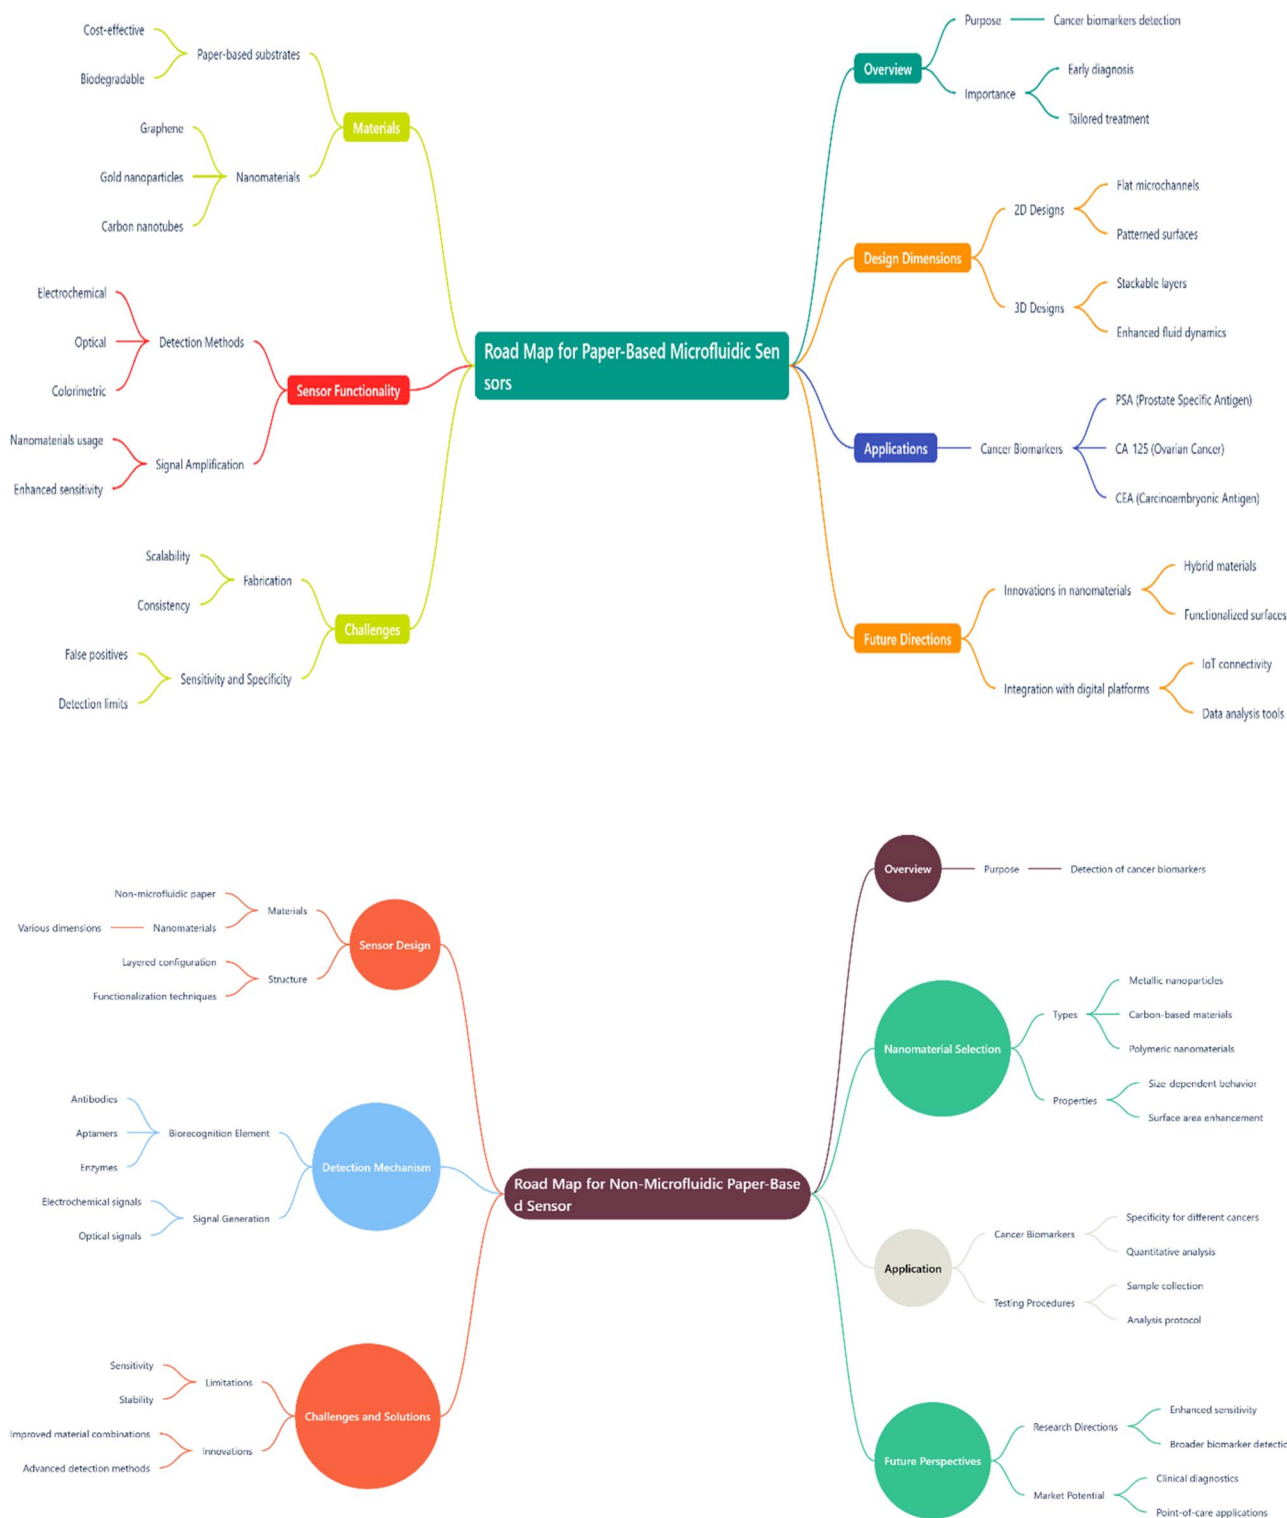 Cost-effective
Biodegradable
Paper-based substrates
Graphene
Gold nanoparticles
Carbon nanotubes
Nanomaterials
Materials
Electrochemical
Optical
Colorimetric
Detection Methods
Nanomaterials usage
Enhanced sensitivity
Signal Amplification
Sensor Functionality
Scalability
Consistency
Fabrication
False positives
Detection limits
Sensitivity and Specificity
Challenges
Road Map for Paper-Based Microfluidic Sen
sors
Overview
Purpose
Cancer biomarkers detection
Importance
Early diagnosis
Tailored treatment
Design Dimensions
2D Designs
Flat microchannels
Patterned surfaces
3D Designs
Stackable layers
Enhanced fluid dynamics
Applications
Cancer Biomarkers
PSA (Prostate Specific Antigen)
CA 125 (Ovarian Cancer)
CEA (Carcinoembryonic Antigen)
Future Directions
Innovations in nanomaterials
Hybrid materials
Functionalized surfaces
Integration with digital platforms
IoT connectivity
Data analysis tools
Non-microfluidic paper
Materials
Various dimensions
Nanomaterials
Layered configuration
Functionalization techniques
Structure
Sensor Design
Antibodies
Aptamers
Enzymes
Biorecognition Element
Electrochemical signals
Optical signals
Signal Generation
Detection Mechanism
Sensitivity
Stability
Limitations
Improved material combinations
Advanced detection methods
Innovations
Challenges and Solutions
Road Map for Non-Microfluidic Paper-Base
d Sensor
Overview
Purpose
Detection of cancer biomarkers
Nanomaterial Selection
Types
Metallic nanoparticles
Carbon-based materials
Polymeric nanomaterials
Properties
Size-dependent behavior
Surface area enhancement
Application
Cancer Biomarkers
Specificity for different cancers
Quantitative analysis
Testing Procedures
Sample collection
Analysis protocol
Future Perspectives
Research Directions
Enhanced sensitivity
Broader biomarker detectio
Market Potential
Clinical diagnostics
Point-of-care applications